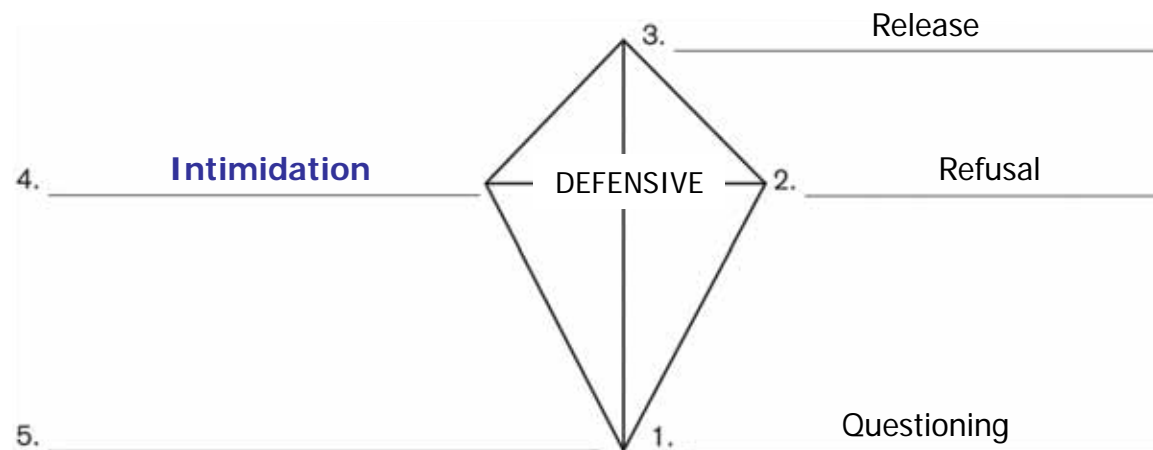 3. Release
4. Intimidation DEFENSIVE 2. Refusal
5. 1. Questioning